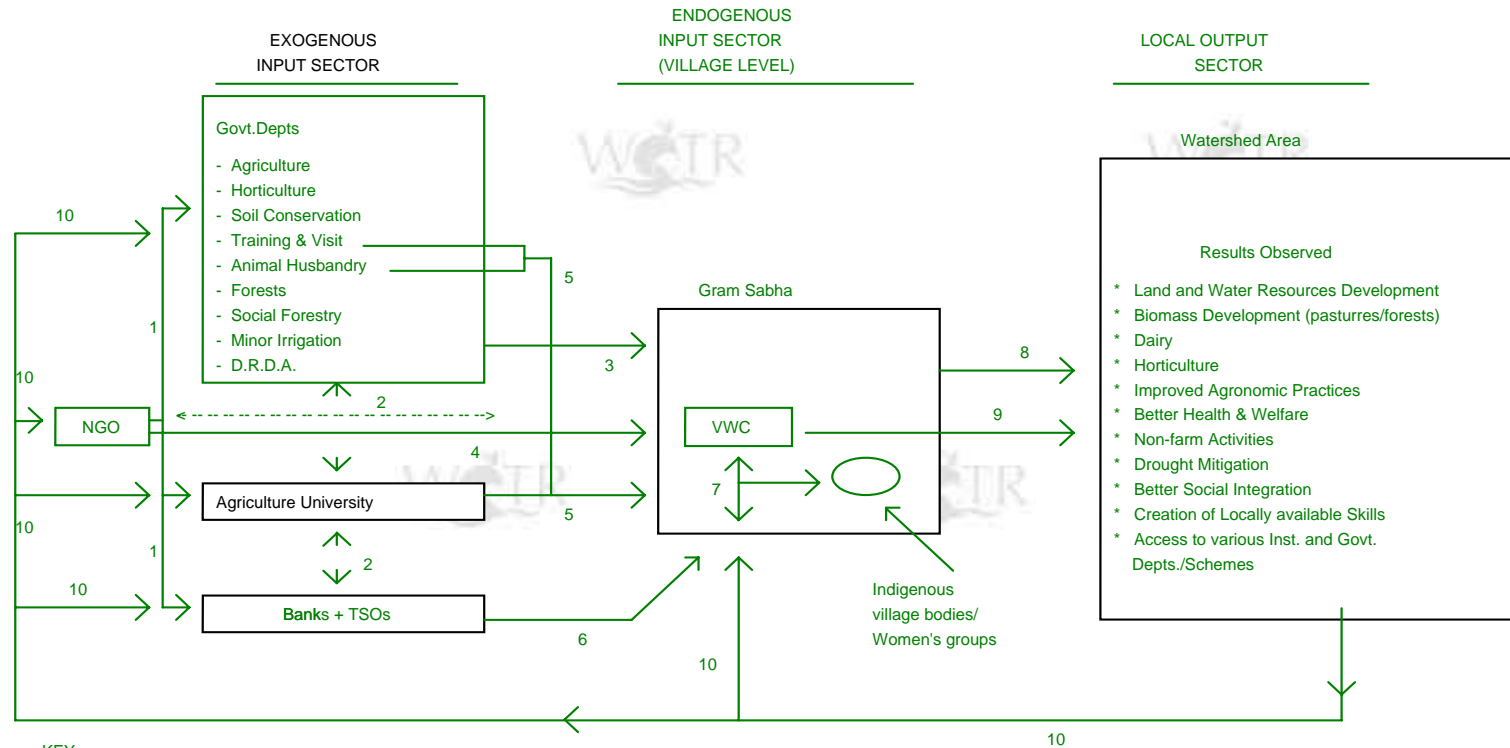 EXOGENOUS
INPUT SECTOR
ENDOGENOUS
INPUT SECTOR
(VILLAGE LEVEL)
LOCAL OUTPUT
SECTOR
Govt.Depts
- Agriculture
- Horticulture
- Soil Conservation
- Training & Visit
- Animal Husbandry
- Forests
- Social Forestry
- Minor Irrigation
- D.R.D.A.
10
1
10
NGO
2
3
5
4
Agriculture University
5
10
1
2
10
Banks + TSOs
6
WOTR
Gram Sabha
VWC
7
Indigenous
village bodies/
Women's groups
10
8
9
WOTR
Watershed Area
Results Observed
* Land and Water Resources Development
* Biomass Development (pasturres/forests)
* Dairy
* Horticulture
* Improved Agronomic Practices
* Better Health & Welfare
* Non-farm Activities
* Drought Mitigation
* Better Social Integration
* Creation of Locally available Skills
* Access to various Inst. and Govt.
Depts./Schemes
WOTR
WOTR
10
KEY